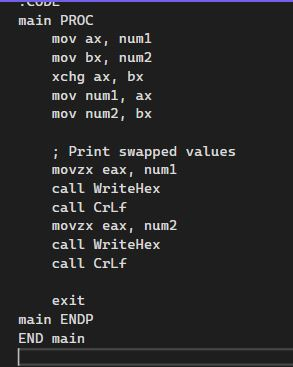 .CODE
main PROC
    mov ax, num1
    mov bx, num2
    xchg ax, bx
    mov num1, ax
    mov num2, bx

    ; Print swapped values
    movzx eax, num1
    call WriteHex
    call CrLf
    movzx eax, num2
    call WriteHex
    call CrLf

    exit
main ENDP
END main